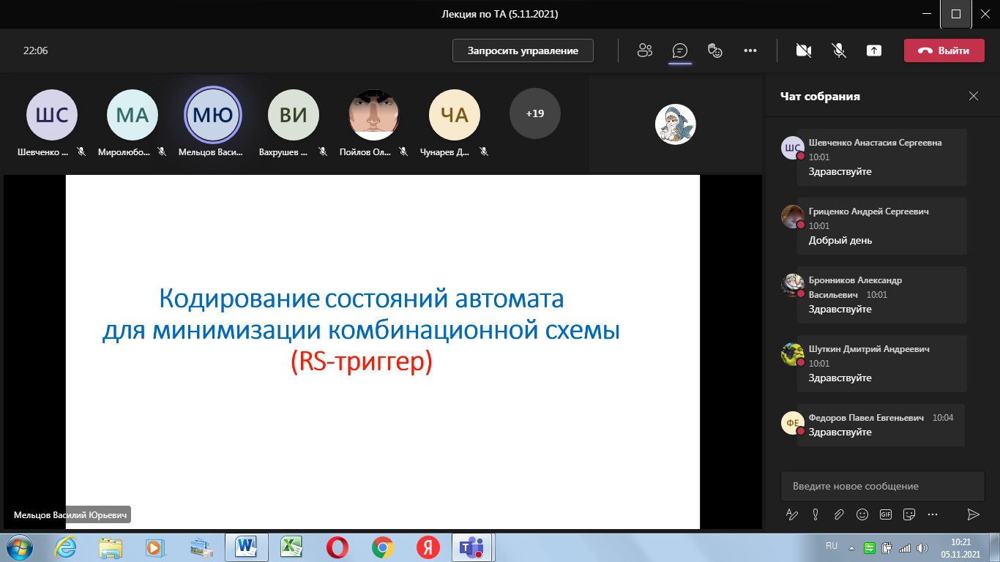 Лекция по ТА (5.11.2021)
22:06
Запросить управление
Выйти
ШС
МА
МЮ
ВИ
ЧА
+19
Шевченко ...
Миролюбо...
Мельцов Васи...
Вахрушев ...
Пойлов Ол...
Чунарев Д...
Кодирование состояний автомата
для минимизации комбинационной схемы
(RS-триггер)
Мельцов Василий Юрьевич
Чат собрания
ШС
Шевченко Анастасия Сергеевна
10:01
Здравствуйте
Гриценко Андрей Сергеевич
10:01
Добрый день
Бронников Александр
Васильевич 10:01
Здравствуйте
Шуткин Дмитрий Андреевич
10:01
Здравствуйте
ФЕ
Федоров Павел Евгеньевич 10:04
Здравствуйте
Введите новое сообщение
GIF
RU
10:21
05.11.2021